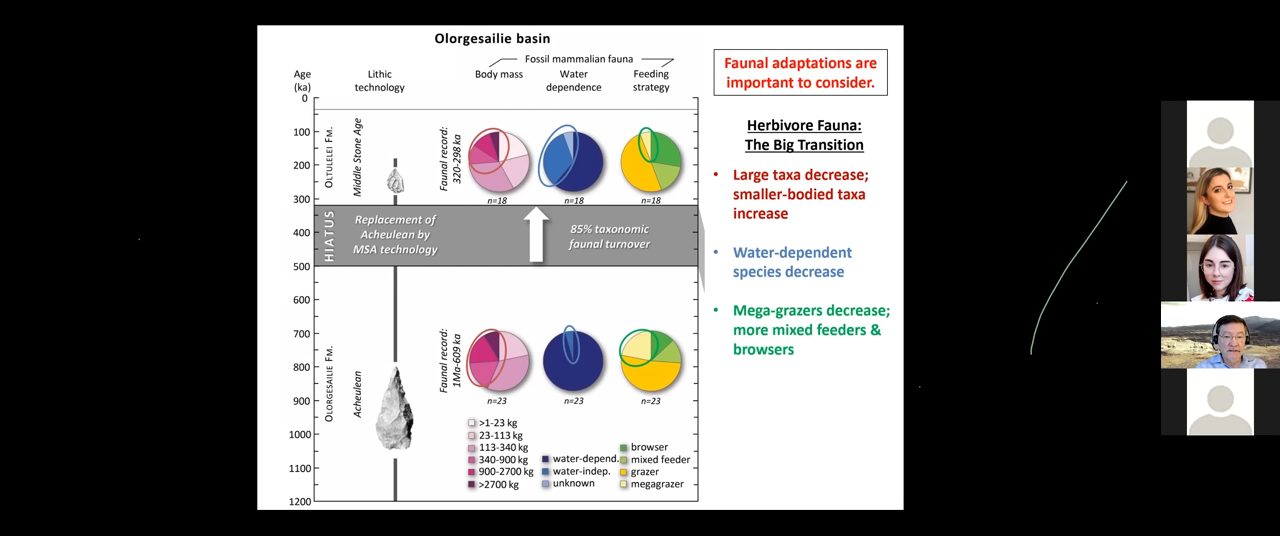 Olorgesailie basin
Fossil mammalian fauna
Age
(ka)
Lithic
technology
Body mass
Water
dependence
Feeding
strategy
0
100
200
300
400
500
600
700
800
900
1000
1100
1200
OLTULELEI FM.
Middle Stone Age
Faunal record:
320-298 ka
n=18
n=18
n=18
HIATUS
Replacement of
Acheulean by
MSA technology
85% taxonomic
faunal turnover
OLORGESAILIE FM.
Acheulean
Faunal record:
1Ma-609 ka
n=23
n=23
n=23
>1-23 kg
23-113 kg
113-340 kg
340-900 kg
900-2700 kg
>2700 kg
water-depend.
water-indep.
unknown
browser
mixed feeder
grazer
megagrazer
Faunal adaptations are
important to consider.
Herbivore Fauna:
The Big Transition
• Large taxa decrease;
smaller-bodied taxa
increase
• Water-dependent
species decrease
• Mega-grazers decrease;
more mixed feeders &
browsers